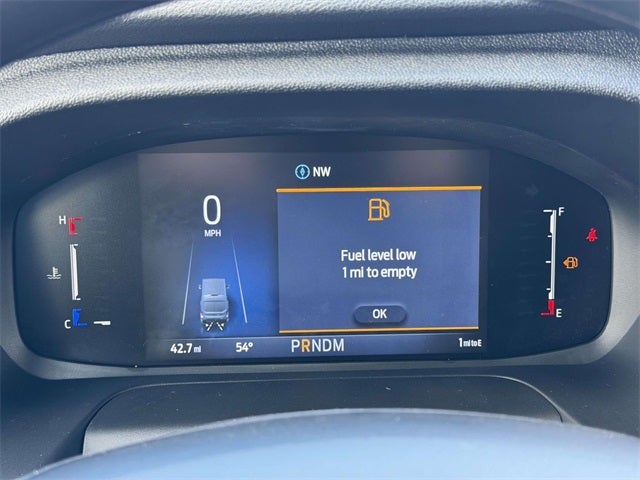 NW
0
MPH
Fuel level low
1 mi to empty
OK
H
C
F
E
42.7 mi
54°
PRNDM
1 mi to E